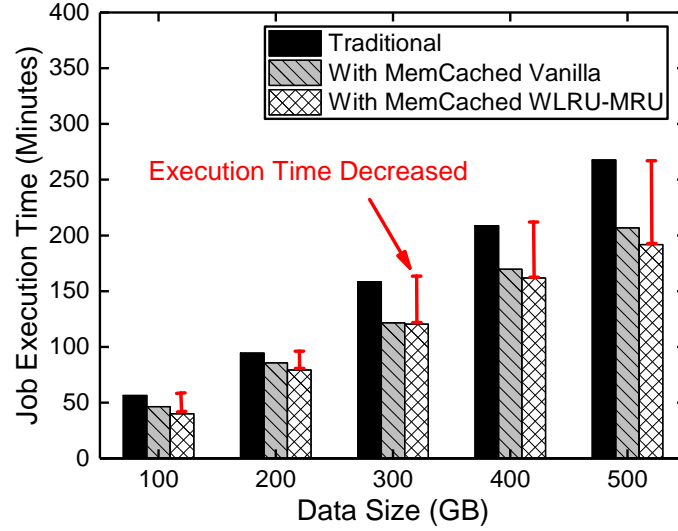 400
350
300
250
200
150
100
50
0
Job Execution Time (Minutes)
Traditional
With MemCached Vanilla
With MemCached WLRU-MRU
Execution Time Decreased
100 200 300 400 500
Data Size (GB)